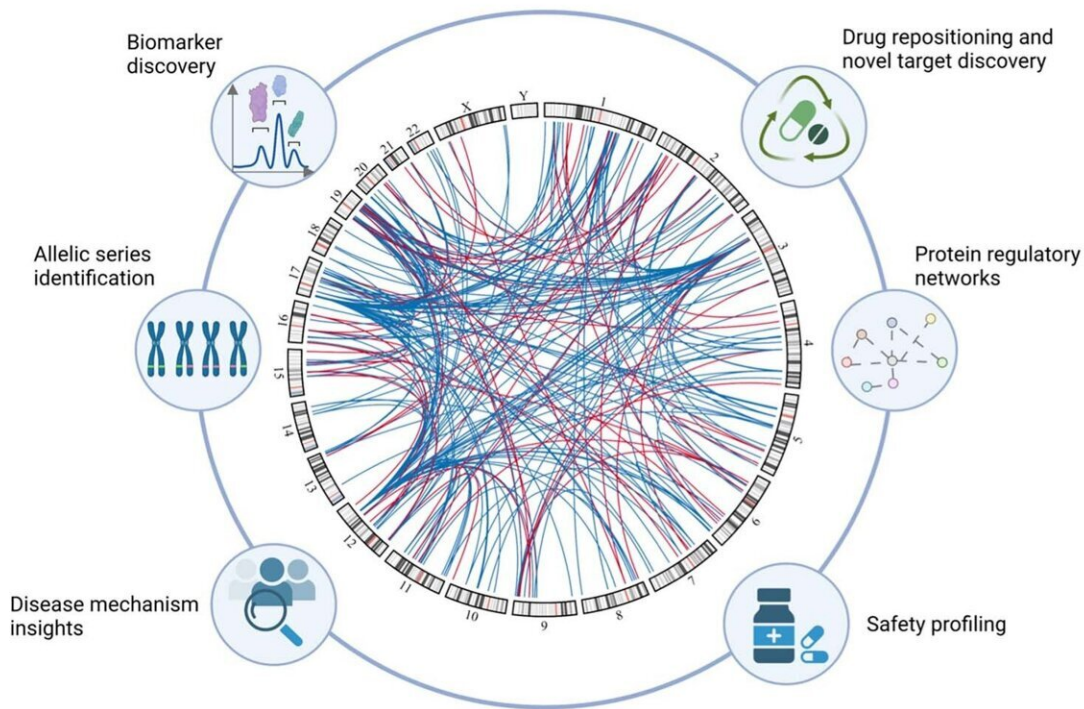 Biomarker
discovery
Drug repositioning and
novel target discovery
Allelic series
identification
Protein regulatory
networks
Disease mechanism
insights
Safety profiling
X
Y
1
2
3
4
5
6
7
8
9
10
11
12
13
14
15
16
17
18
19
20
21
22